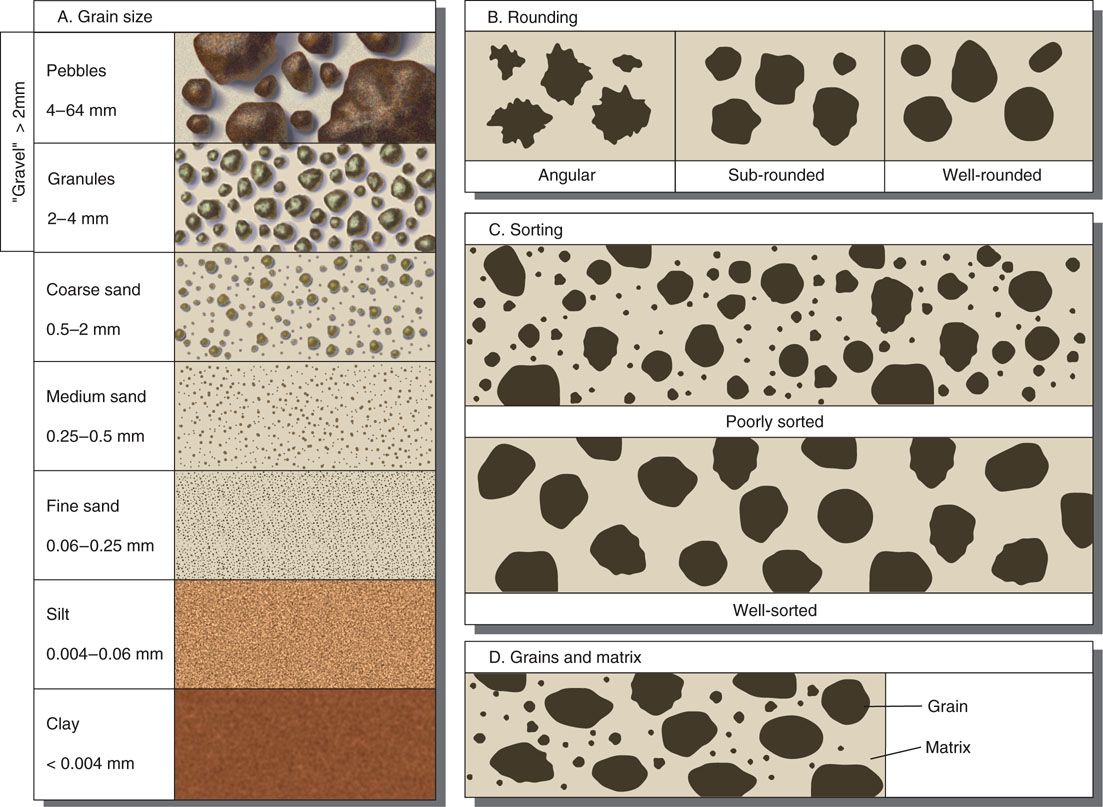 A. Grain size
"Gravel" > 2mm
Pebbles
4–64 mm
Granules
2–4 mm
Coarse sand
0.5–2 mm
Medium sand
0.25–0.5 mm
Fine sand
0.06–0.25 mm
Silt
0.004–0.06 mm
Clay
< 0.004 mm
B. Rounding
Angular
Sub-rounded
Well-rounded
C. Sorting
Poorly sorted
Well-sorted
D. Grains and matrix
Grain
Matrix